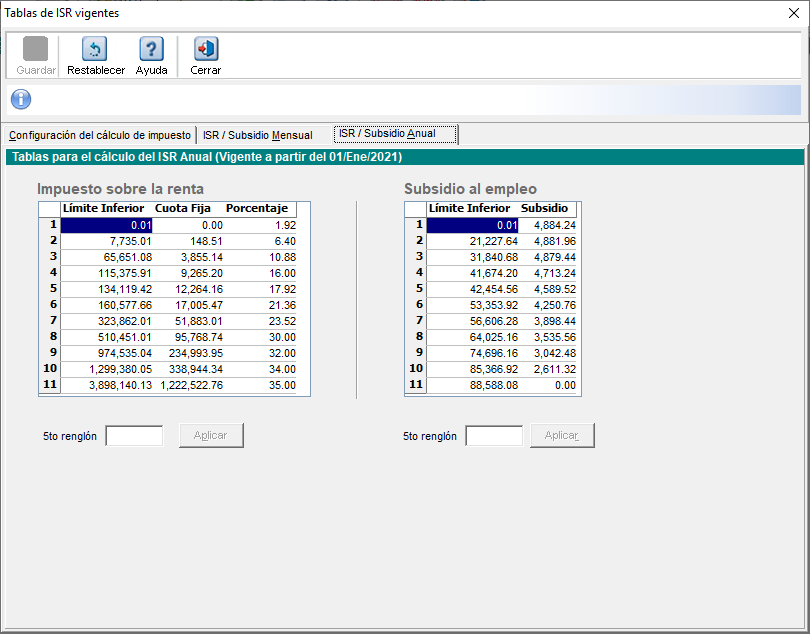 Tablas de ISR vigentes
Guardar Restablecer Ayuda Cerrar
Configuración del cálculo de impuesto ISR / Subsidio Mensual ISR / Subsidio Anual
Tablas para el cálculo del ISR Anual (Vigente a partir del 01/Ene/2021)
Impuesto sobre la renta
Límite Inferior Cuota Fija Porcentaje
1 0.01 0.00 1.92
2 7,735.01 148.51 6.40
3 65,651.08 3,855.14 10.88
4 115,375.91 9,265.20 16.00
5 134,119.42 12,264.16 17.92
6 160,577.66 17,005.47 21.36
7 323,862.01 51,883.01 23.52
8 510,451.01 95,768.74 30.00
9 974,535.04 234,993.95 32.00
10 1,299,380.05 338,944.34 34.00
11 3,898,140.13 1,222,522.76 35.00
5to renglón Aplicar
Subsidio al empleo
Límite Inferior Subsidio
1 0.01 4,884.24
2 21,227.64 4,881.96
3 31,840.68 4,879.44
4 41,674.20 4,713.24
5 42,454.56 4,589.52
6 53,353.92 4,250.76
7 56,606.28 3,898.44
8 64,025.16 3,535.56
9 74,696.16 3,042.48
10 85,366.92 2,611.32
11 88,588.08 0.00
5to renglón Aplicar